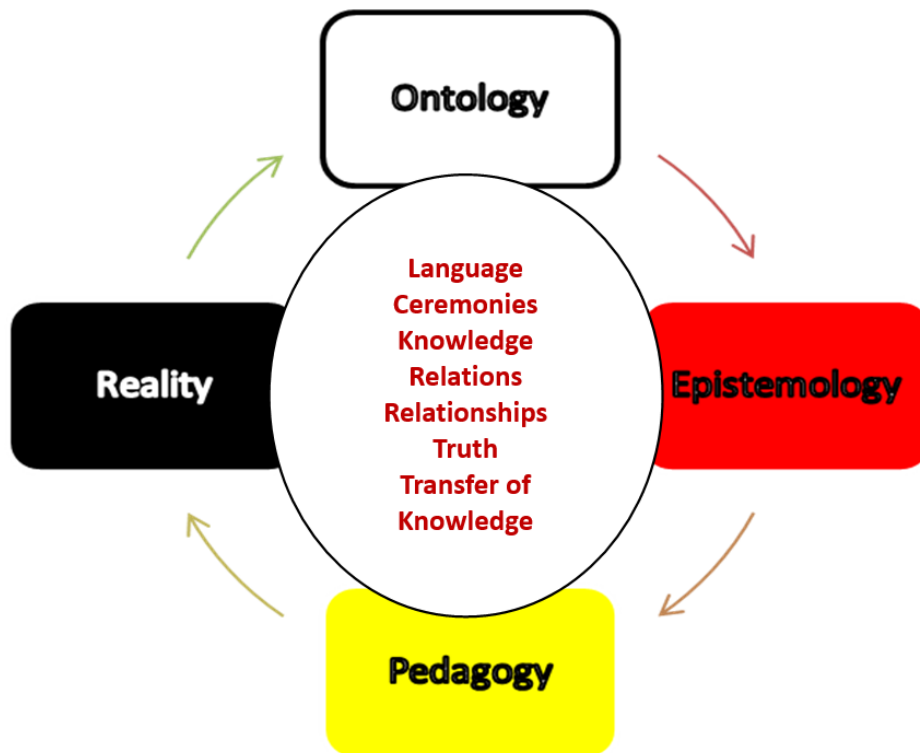 Ontology
Language
Ceremonies
Knowledge
Relations
Relationships
Truth
Transfer of
Knowledge
Reality
Epistemology
Pedagogy